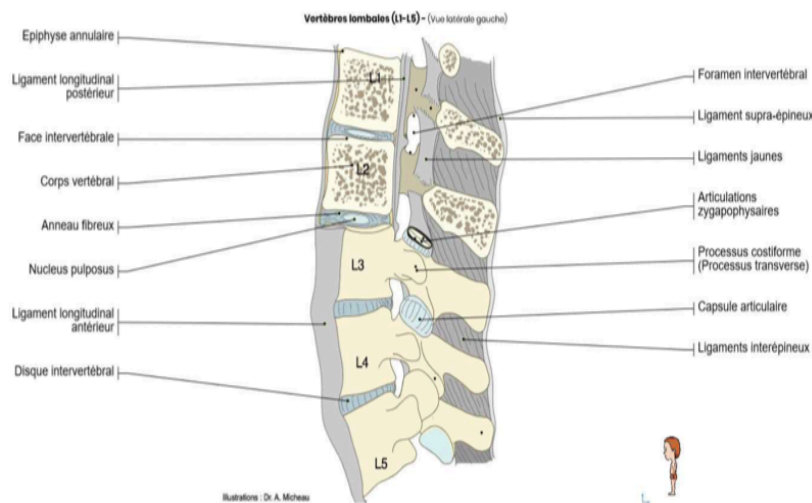 Vertèbres lombales (L1-L5) - (Vue latérale gauche)
Epiphyse annulaire
Ligament longitudinal
postérieur
Face intervertébrale
Corps vertébral
Anneau fibreux
Nucleus pulposus
Ligament longitudinal
antérieur
Disque intervertébral
L1
L2
L3
L4
L5
Foramen intervertébral
Ligament supra-épineux
Ligaments jaunes
Articulations
zygapophysaires
Processus costiforme
(Processus transverse)
Capsule articulaire
Ligaments interépineux
Illustrations : Dr. A. Micheau